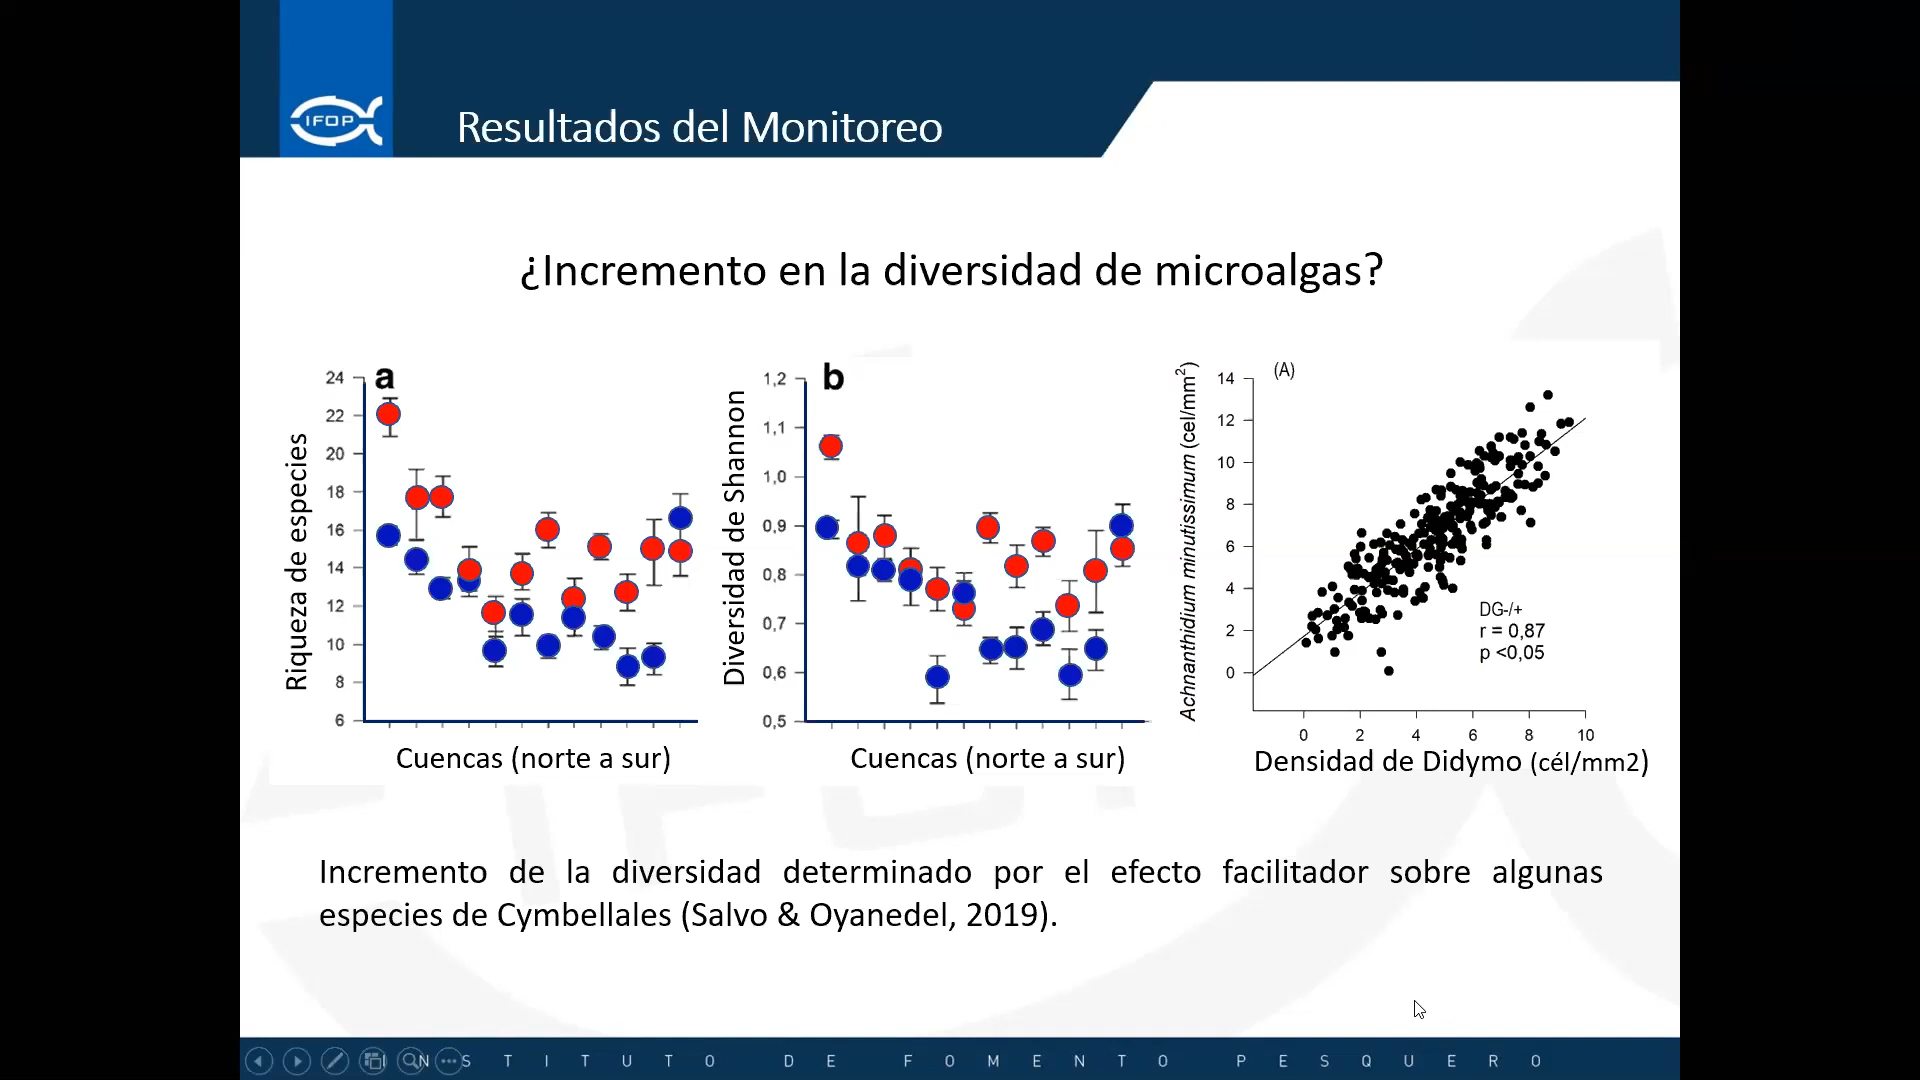 IFOP
Resultados del Monitoreo
¿Incremento en la diversidad de microalgas?
a
Riqueza de especies
24
22
20
18
16
14
12
10
8
6
Cuencas (norte a sur)
b
Diversidad de Shannon
1,2
1,1
1,0
0,9
0,8
0,7
0,6
0,5
Cuencas (norte a sur)
(A)
Achnanthidium minutissimum (cel/mm²)
14
12
10
8
6
4
2
0
DG-/+
r = 0,87
p <0,05
0 2 4 6 8 10
Densidad de Didymo (cél/mm2)
Incremento de la diversidad determinado por el efecto facilitador sobre algunas
especies de Cymbellales (Salvo & Oyanedel, 2019).
INSTITUTO DE FOMENTO PESQUERO